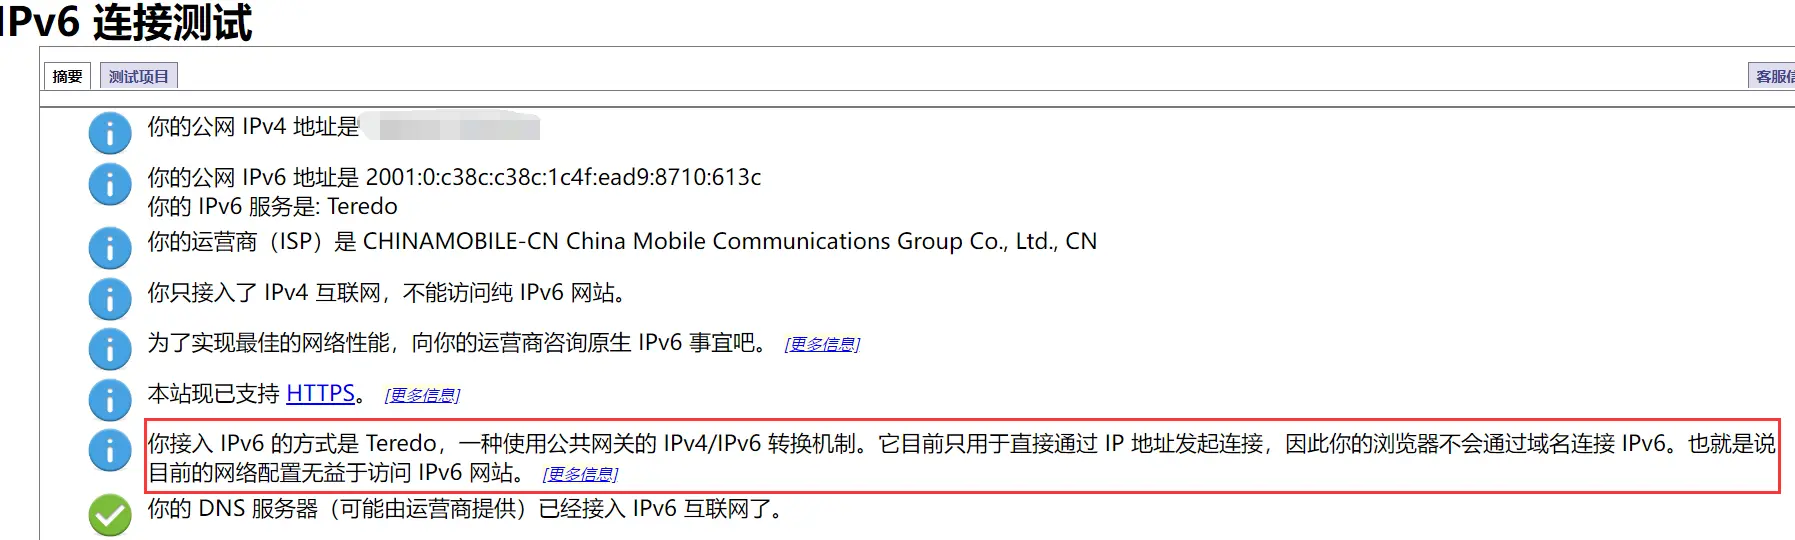 IPv6 连接测试
摘要
测试项目
客服信
你的公网 IPv4 地址是
你的公网 IPv6 地址是 2001:0:c38c:c38c:1c4f:ead9:8710:613c
你的 IPv6 服务是: Teredo
你的运营商（ISP）是 CHINAMOBILE-CN China Mobile Communications Group Co., Ltd., CN
你只接入了 IPv4 互联网，不能访问纯 IPv6 网站。
为了实现最佳的网络性能，向你的运营商咨询原生 IPv6 事宜吧。 [更多信息]
本站现已支持 HTTPS。 [更多信息]
你接入 IPv6 的方式是 Teredo，一种使用公共网关的 IPv4/IPv6 转换机制。它目前只用于直接通过 IP 地址发起连接，因此你的浏览器不会通过域名连接 IPv6。也就是说
目前的网络配置无益于访问 IPv6 网站。 [更多信息]
你的 DNS 服务器（可能由运营商提供）已经接入 IPv6 互联网了。